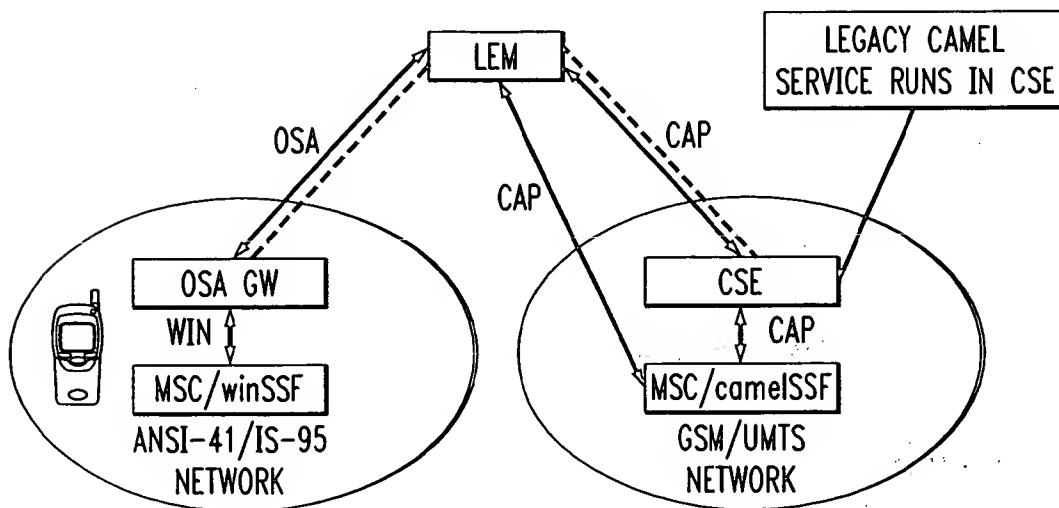 LEM
LEGACY CAMEL
SERVICE RUNS IN CSE
OSA
CAP
CAP
OSA GW
CSE
WIN
CAP
MSC/winSSF
MSC/camelSSF
ANSI-41/IS-95
NETWORK
GSM/UMTS
NETWORK